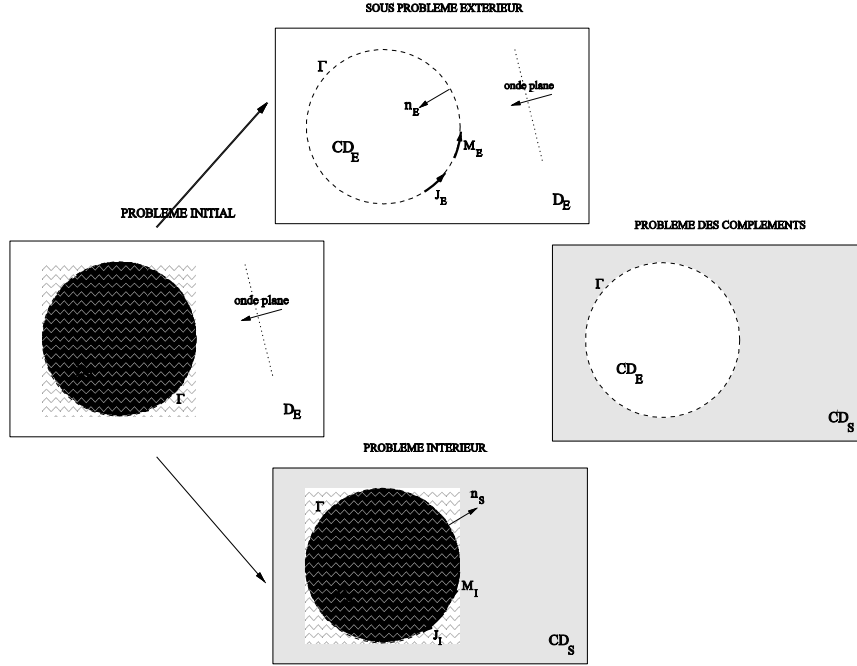 SOUS PROBLEME EXTERIEUR
Γ
onde plane
n_E
CD_E
M_E
J_E
D_E
PROBLEME INITIAL
onde plane
Γ
D_E
PROBLEME DES COMPLEMENTS
Γ
CD_E
CD_S
PROBLEME INTERIEUR
n_S
Γ
M_I
J_I
CD_S